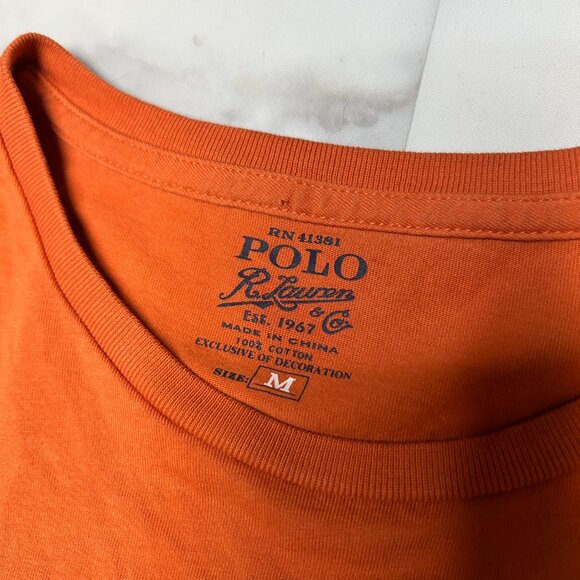 RN 41381
POLO
R. Lauren
& Co
EST. 1967
MADE IN CHINA
100% COTTON
EXCLUSIVE OF DECORATION
SIZE: M